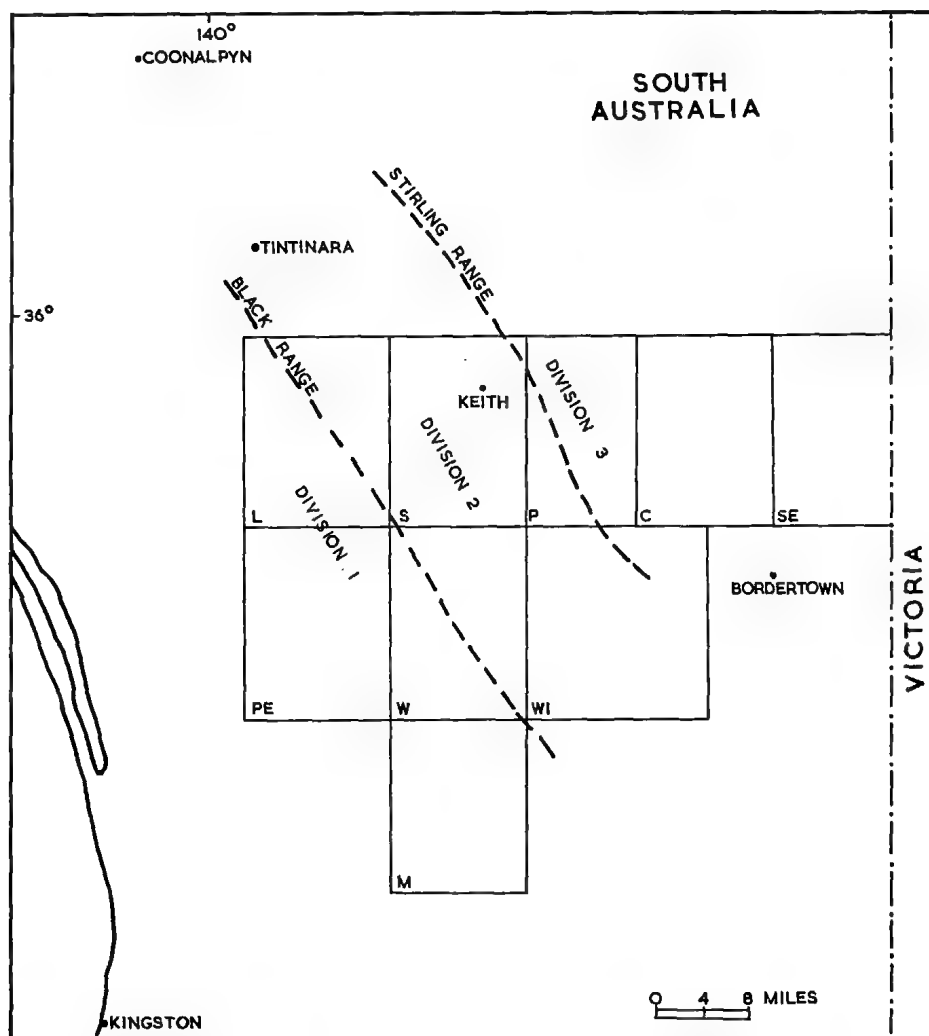 140°
COONALPYN
SOUTH
AUSTRALIA
STIRLING RANGE
TINTINARA
BLACK RANGE
36°
KEITH
DIVISION 3
DIVISION 2
DIVISION 1
L
S
P
C
SE
BORDERTOWN
VICTORIA
PE
W
WI
M
0 4 8 MILES
KINGSTON